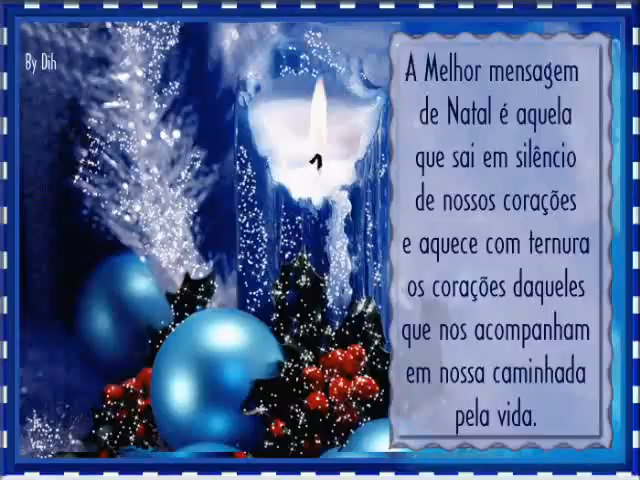 By Dih
A Melhor mensagem
de Natal é aquela
que sai em silêncio
de nossos corações
e aquece com ternura
os corações daqueles
que nos acompanham
em nossa caminhada
pela vida.